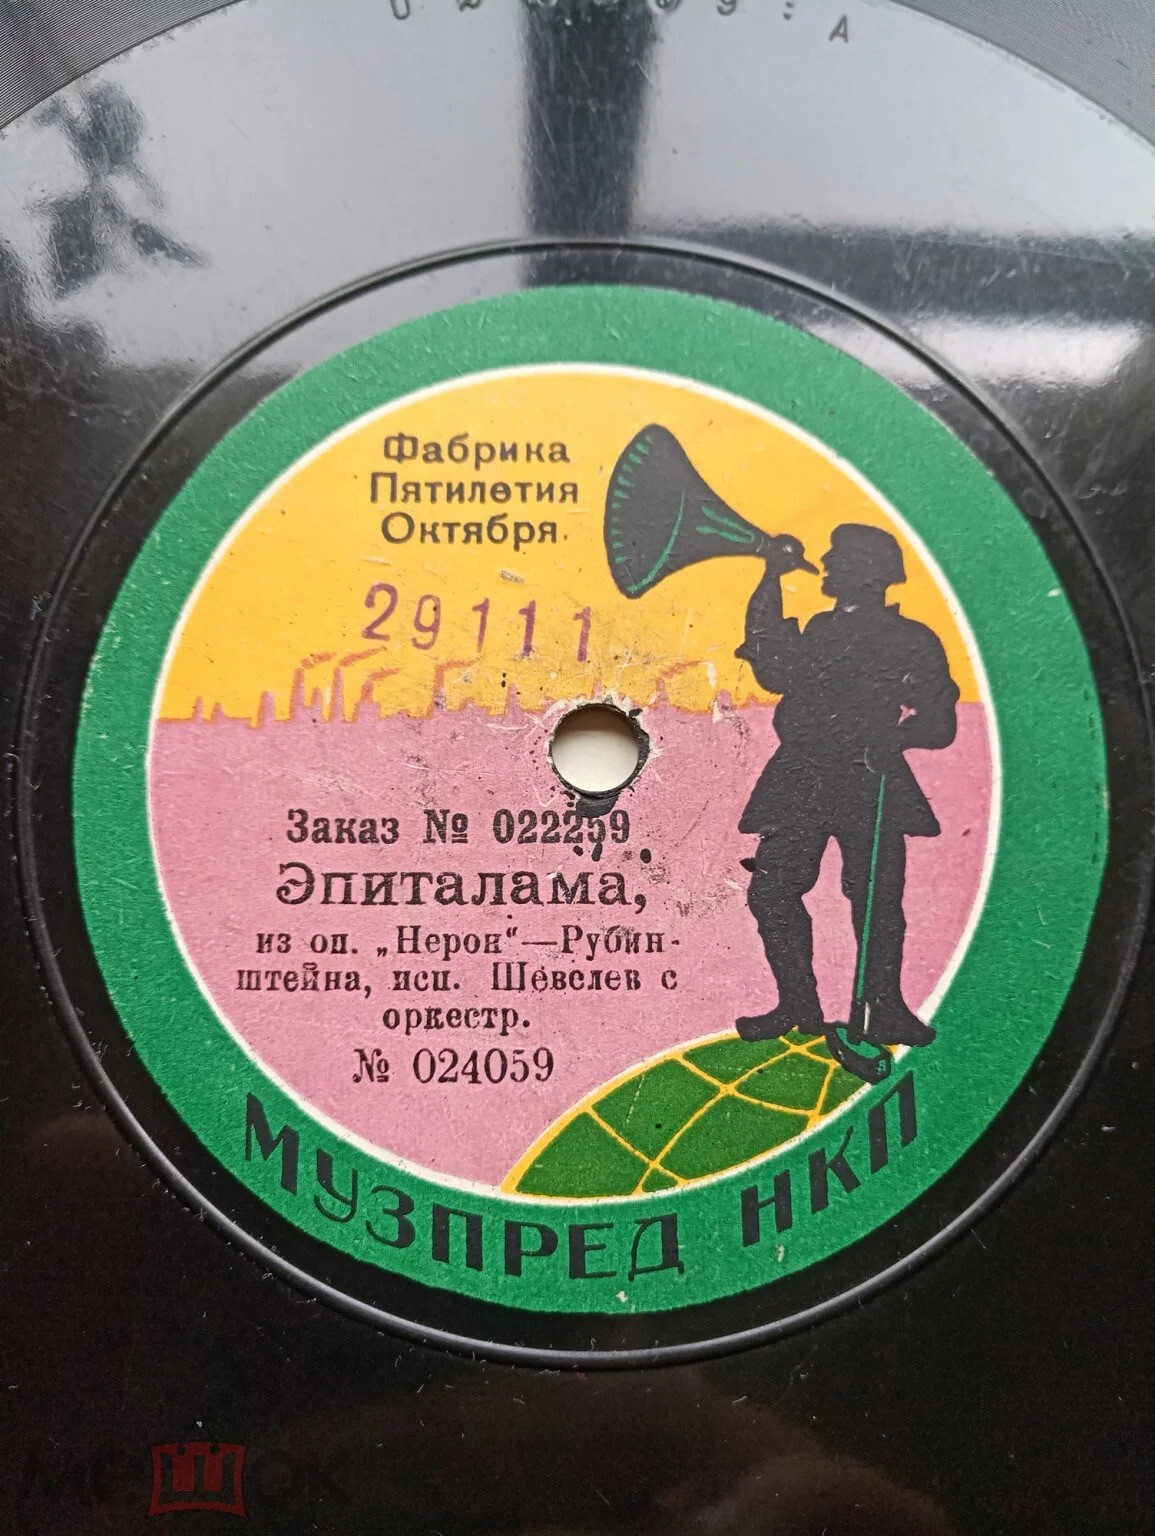 A
Фабрика
Пятилетия
Октября.
29111
Заказ № 022259
Эпиталама,
из оп. „Нерон“—Рубин-
штейна, исп. Шевелев с
оркестр.
№ 024059
МУЗПРЕД НКП